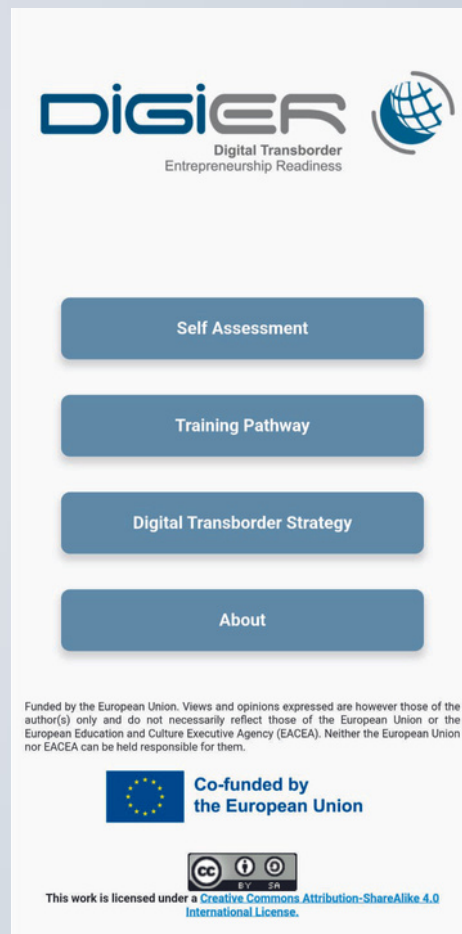 DiGiER
Digital Transborder
Entrepreneurship Readiness
Self Assessment
Training Pathway
Digital Transborder Strategy
About
Funded by the European Union. Views and opinions expressed are however those of the
author(s) only and do not necessarily reflect those of the European Union or the
European Education and Culture Executive Agency (EACEA). Neither the European Union
nor EACEA can be held responsible for them.
Co-funded by
the European Union
cc
BY SA
This work is licensed under a Creative Commons Attribution-ShareAlike 4.0
International License.